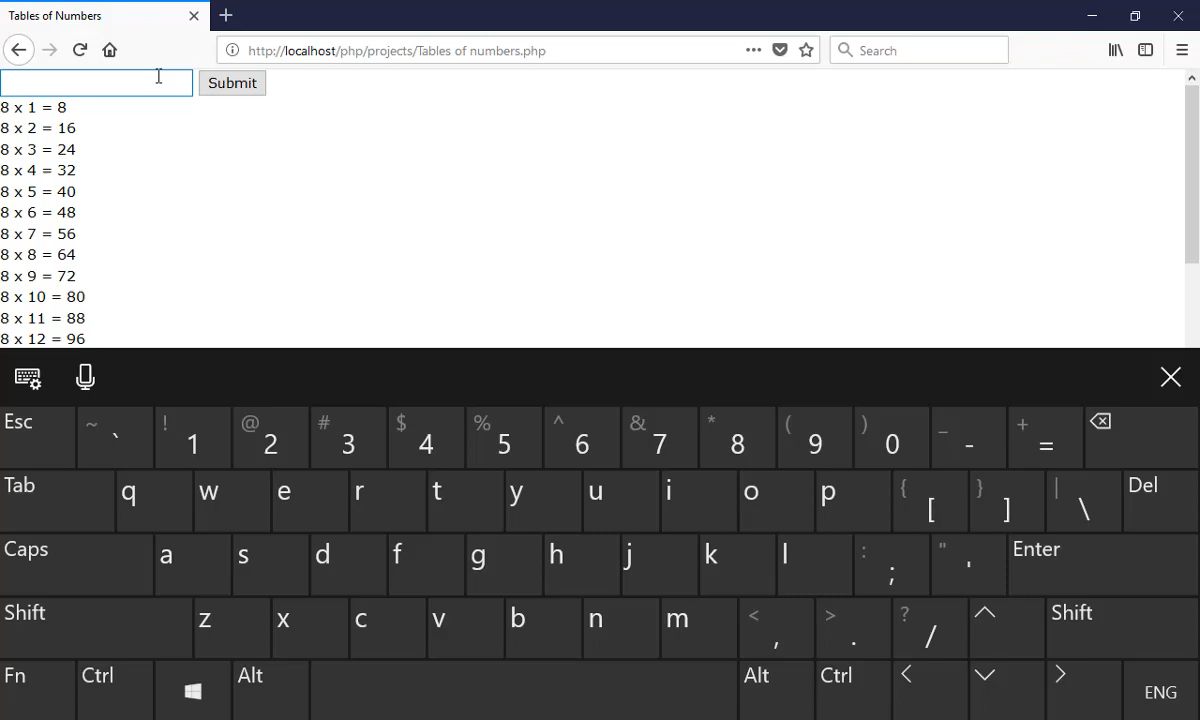 Tables of Numbers
http://localhost/php/projects/Tables of numbers.php
Search
Submit
8 x 1 = 8
8 x 2 = 16
8 x 3 = 24
8 x 4 = 32
8 x 5 = 40
8 x 6 = 48
8 x 7 = 56
8 x 8 = 64
8 x 9 = 72
8 x 10 = 80
8 x 11 = 88
8 x 12 = 96
Esc ~ ` ! 1 @ 2 # 3 $ 4 % 5 ^ 6 & 7 * 8 ( 9 ) 0 _ - + =
Tab q w e r t y u i o p { [ } ] | \ Del
Caps a s d f g h j k l : ; " ' Enter
Shift z x c v b n m < , > . ? / Shift
Fn Ctrl Alt Alt Ctrl ENG